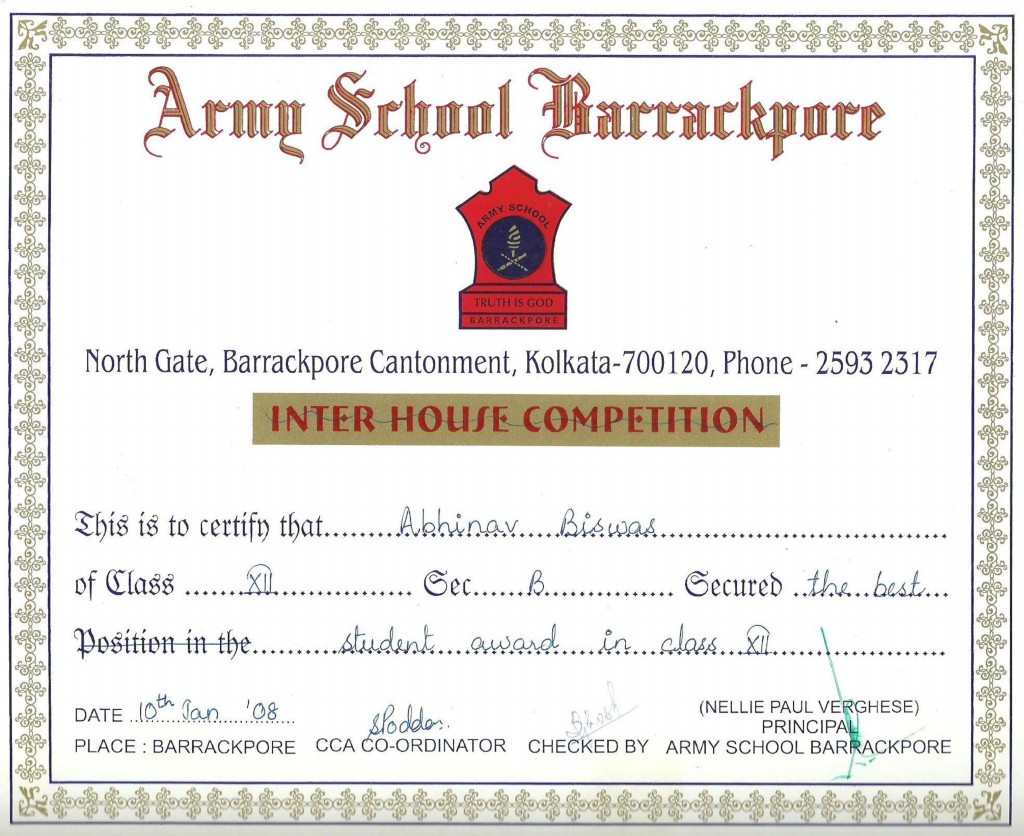 Army School Barrackpore
ARMY SCHOOL
TRUTH IS GOD
BARRACKPORE
North Gate, Barrackpore Cantonment, Kolkata-700120, Phone - 2593 2317
INTER HOUSE COMPETITION
This is to certify that.......Abhinav....Biswas...............................
of Class ........XII.................. Sec.......B................ Secured ..the...best...
Position in the...........student....award....in...class...XII.....................
(NELLIE PAUL VERGHESE)
DATE ..10th Jan....'08...
PRINCIPAL
PLACE : BARRACKPORE CCA CO-ORDINATOR CHECKED BY ARMY SCHOOL BARRACKPORE